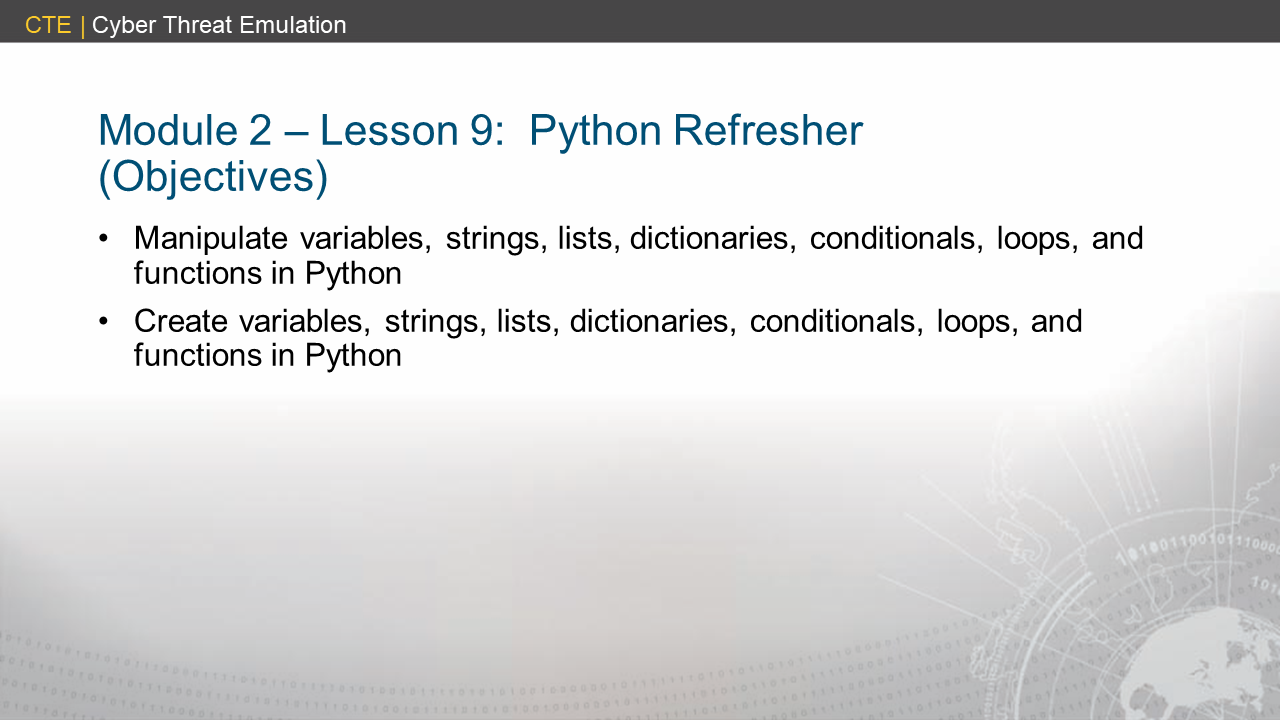 CTE | Cyber Threat Emulation
Module 2 – Lesson 9:  Python Refresher
(Objectives)
• Manipulate variables, strings, lists, dictionaries, conditionals, loops, and
functions in Python
• Create variables, strings, lists, dictionaries, conditionals, loops, and
functions in Python